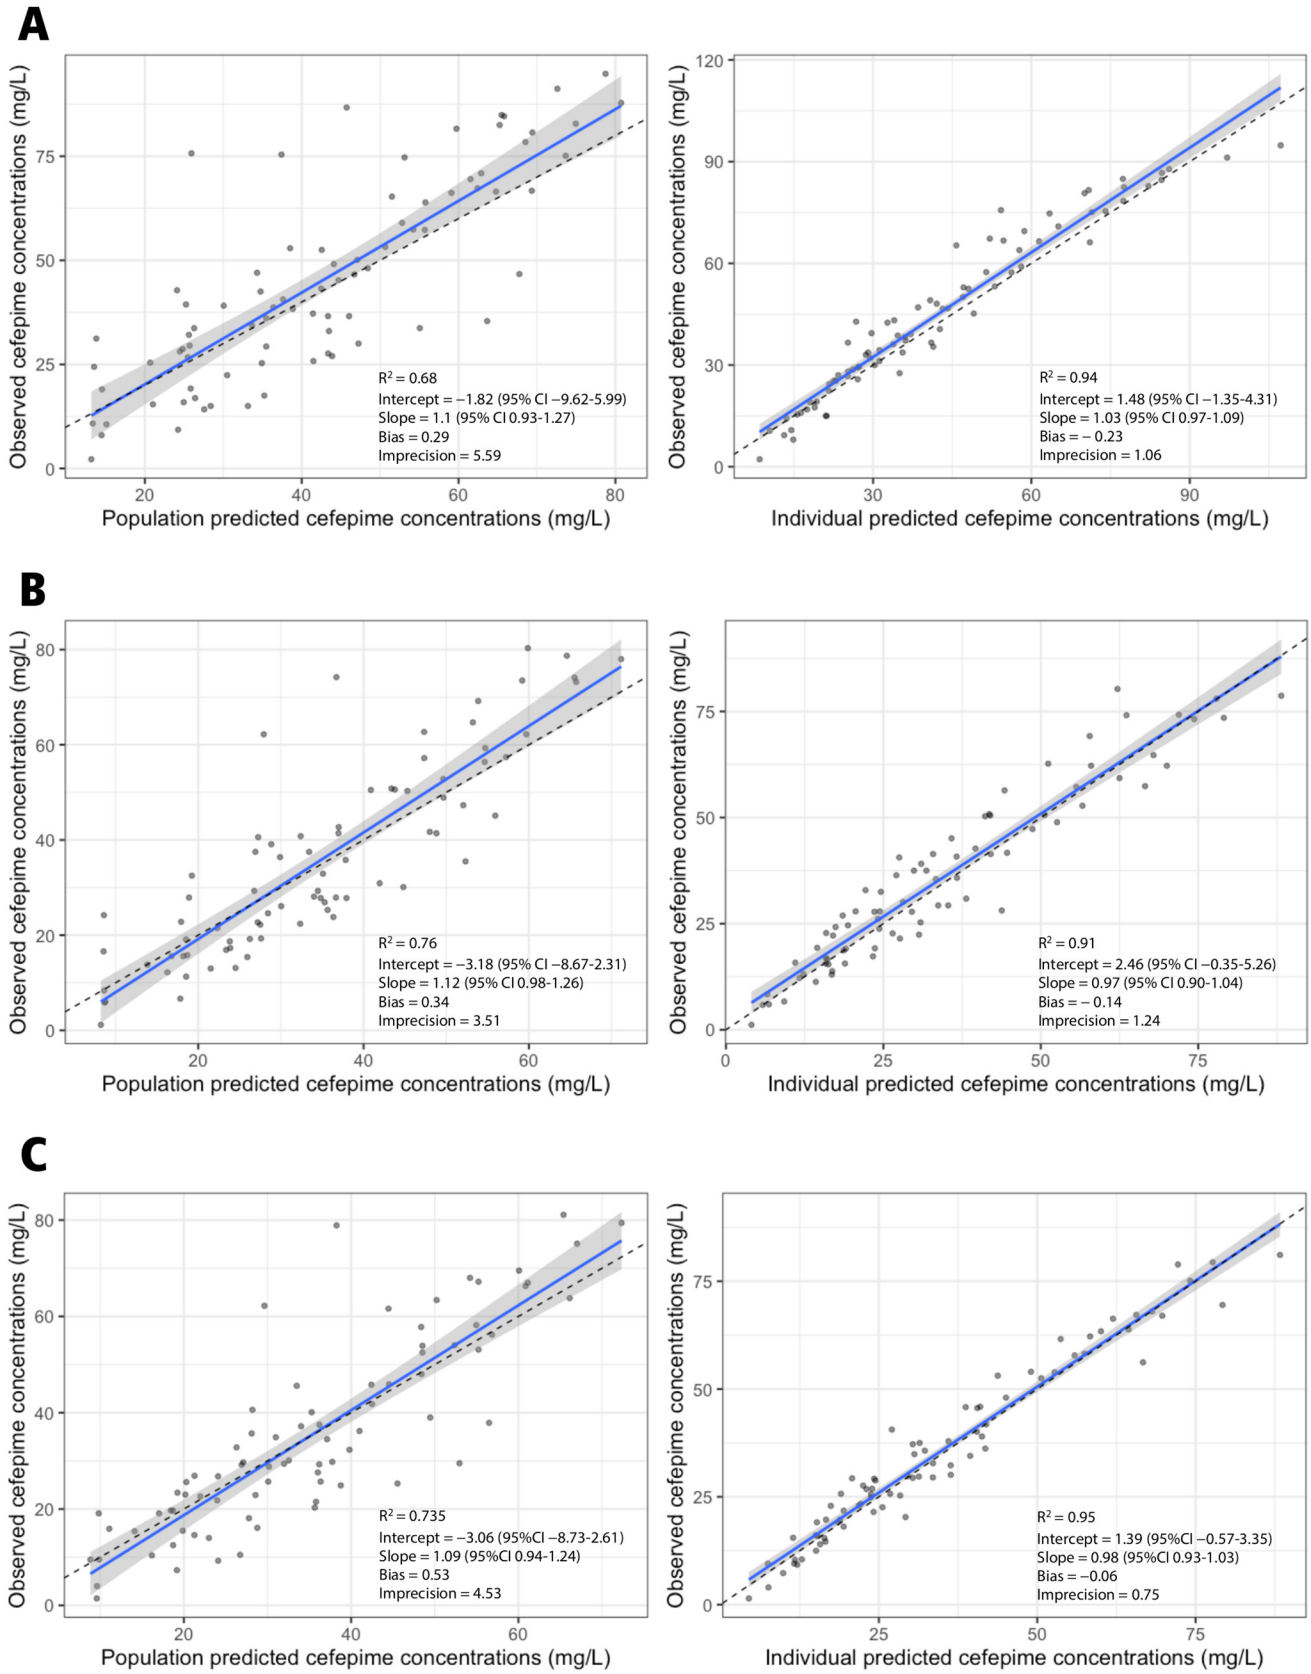 A
Observed cefepime concentrations (mg/L)
75
50
25
0
R² = 0.68
Intercept = −1.82 (95% CI −9.62-5.99)
Slope = 1.1 (95% CI 0.93-1.27)
Bias = 0.29
Imprecision = 5.59
20 40 60 80
Population predicted cefepime concentrations (mg/L)
Observed cefepime concentrations (mg/L)
120
90
60
30
0
R² = 0.94
Intercept = 1.48 (95% CI −1.35-4.31)
Slope = 1.03 (95% CI 0.97-1.09)
Bias = − 0.23
Imprecision = 1.06
30 60 90
Individual predicted cefepime concentrations (mg/L)
B
Observed cefepime concentrations (mg/L)
80
60
40
20
0
R² = 0.76
Intercept = −3.18 (95% CI −8.67-2.31)
Slope = 1.12 (95% CI 0.98-1.26)
Bias = 0.34
Imprecision = 3.51
20 40 60
Population predicted cefepime concentrations (mg/L)
Observed cefepime concentrations (mg/L)
75
50
25
0
R² = 0.91
Intercept = 2.46 (95% CI −0.35-5.26)
Slope = 0.97 (95% CI 0.90-1.04)
Bias = − 0.14
Imprecision = 1.24
0 25 50 75
Individual predicted cefepime concentrations (mg/L)
C
Observed cefepime concentrations (mg/L)
80
60
40
20
0
R² = 0.735
Intercept = −3.06 (95%CI −8.73-2.61)
Slope = 1.09 (95%CI 0.94-1.24)
Bias = 0.53
Imprecision = 4.53
20 40 60
Population predicted cefepime concentrations (mg/L)
Observed cefepime concentrations (mg/L)
75
50
25
0
R² = 0.95
Intercept = 1.39 (95%CI −0.57-3.35)
Slope = 0.98 (95%CI 0.93-1.03)
Bias = −0.06
Imprecision = 0.75
25 50 75
Individual predicted cefepime concentrations (mg/L)